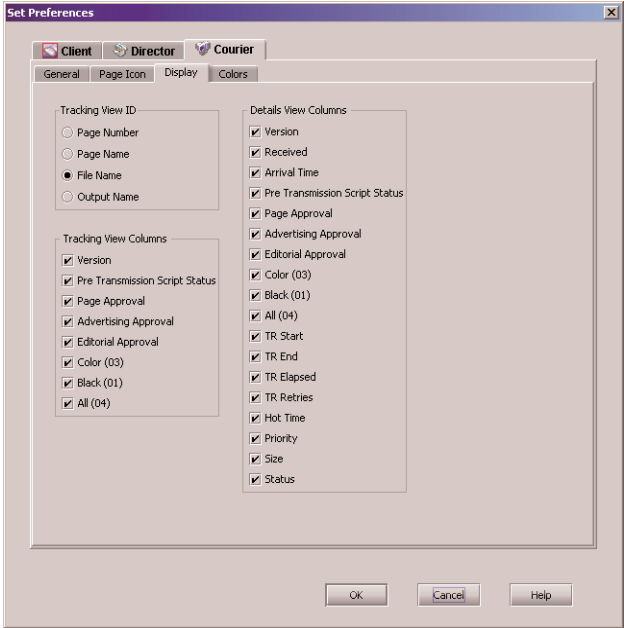 Set Preferences
Client
Director
Courier
General
Page Icon
Display
Colors
Tracking View ID
Page Number
Page Name
File Name
Output Name
Tracking View Columns
Version
Pre Transmission Script Status
Page Approval
Advertising Approval
Editorial Approval
Color (03)
Black (01)
All (04)
Details View Columns
Version
Received
Arrival Time
Pre Transmission Script Status
Page Approval
Advertising Approval
Editorial Approval
Color (03)
Black (01)
All (04)
TR Start
TR End
TR Elapsed
TR Retries
Hot Time
Priority
Size
Status
OK
Cancel
Help